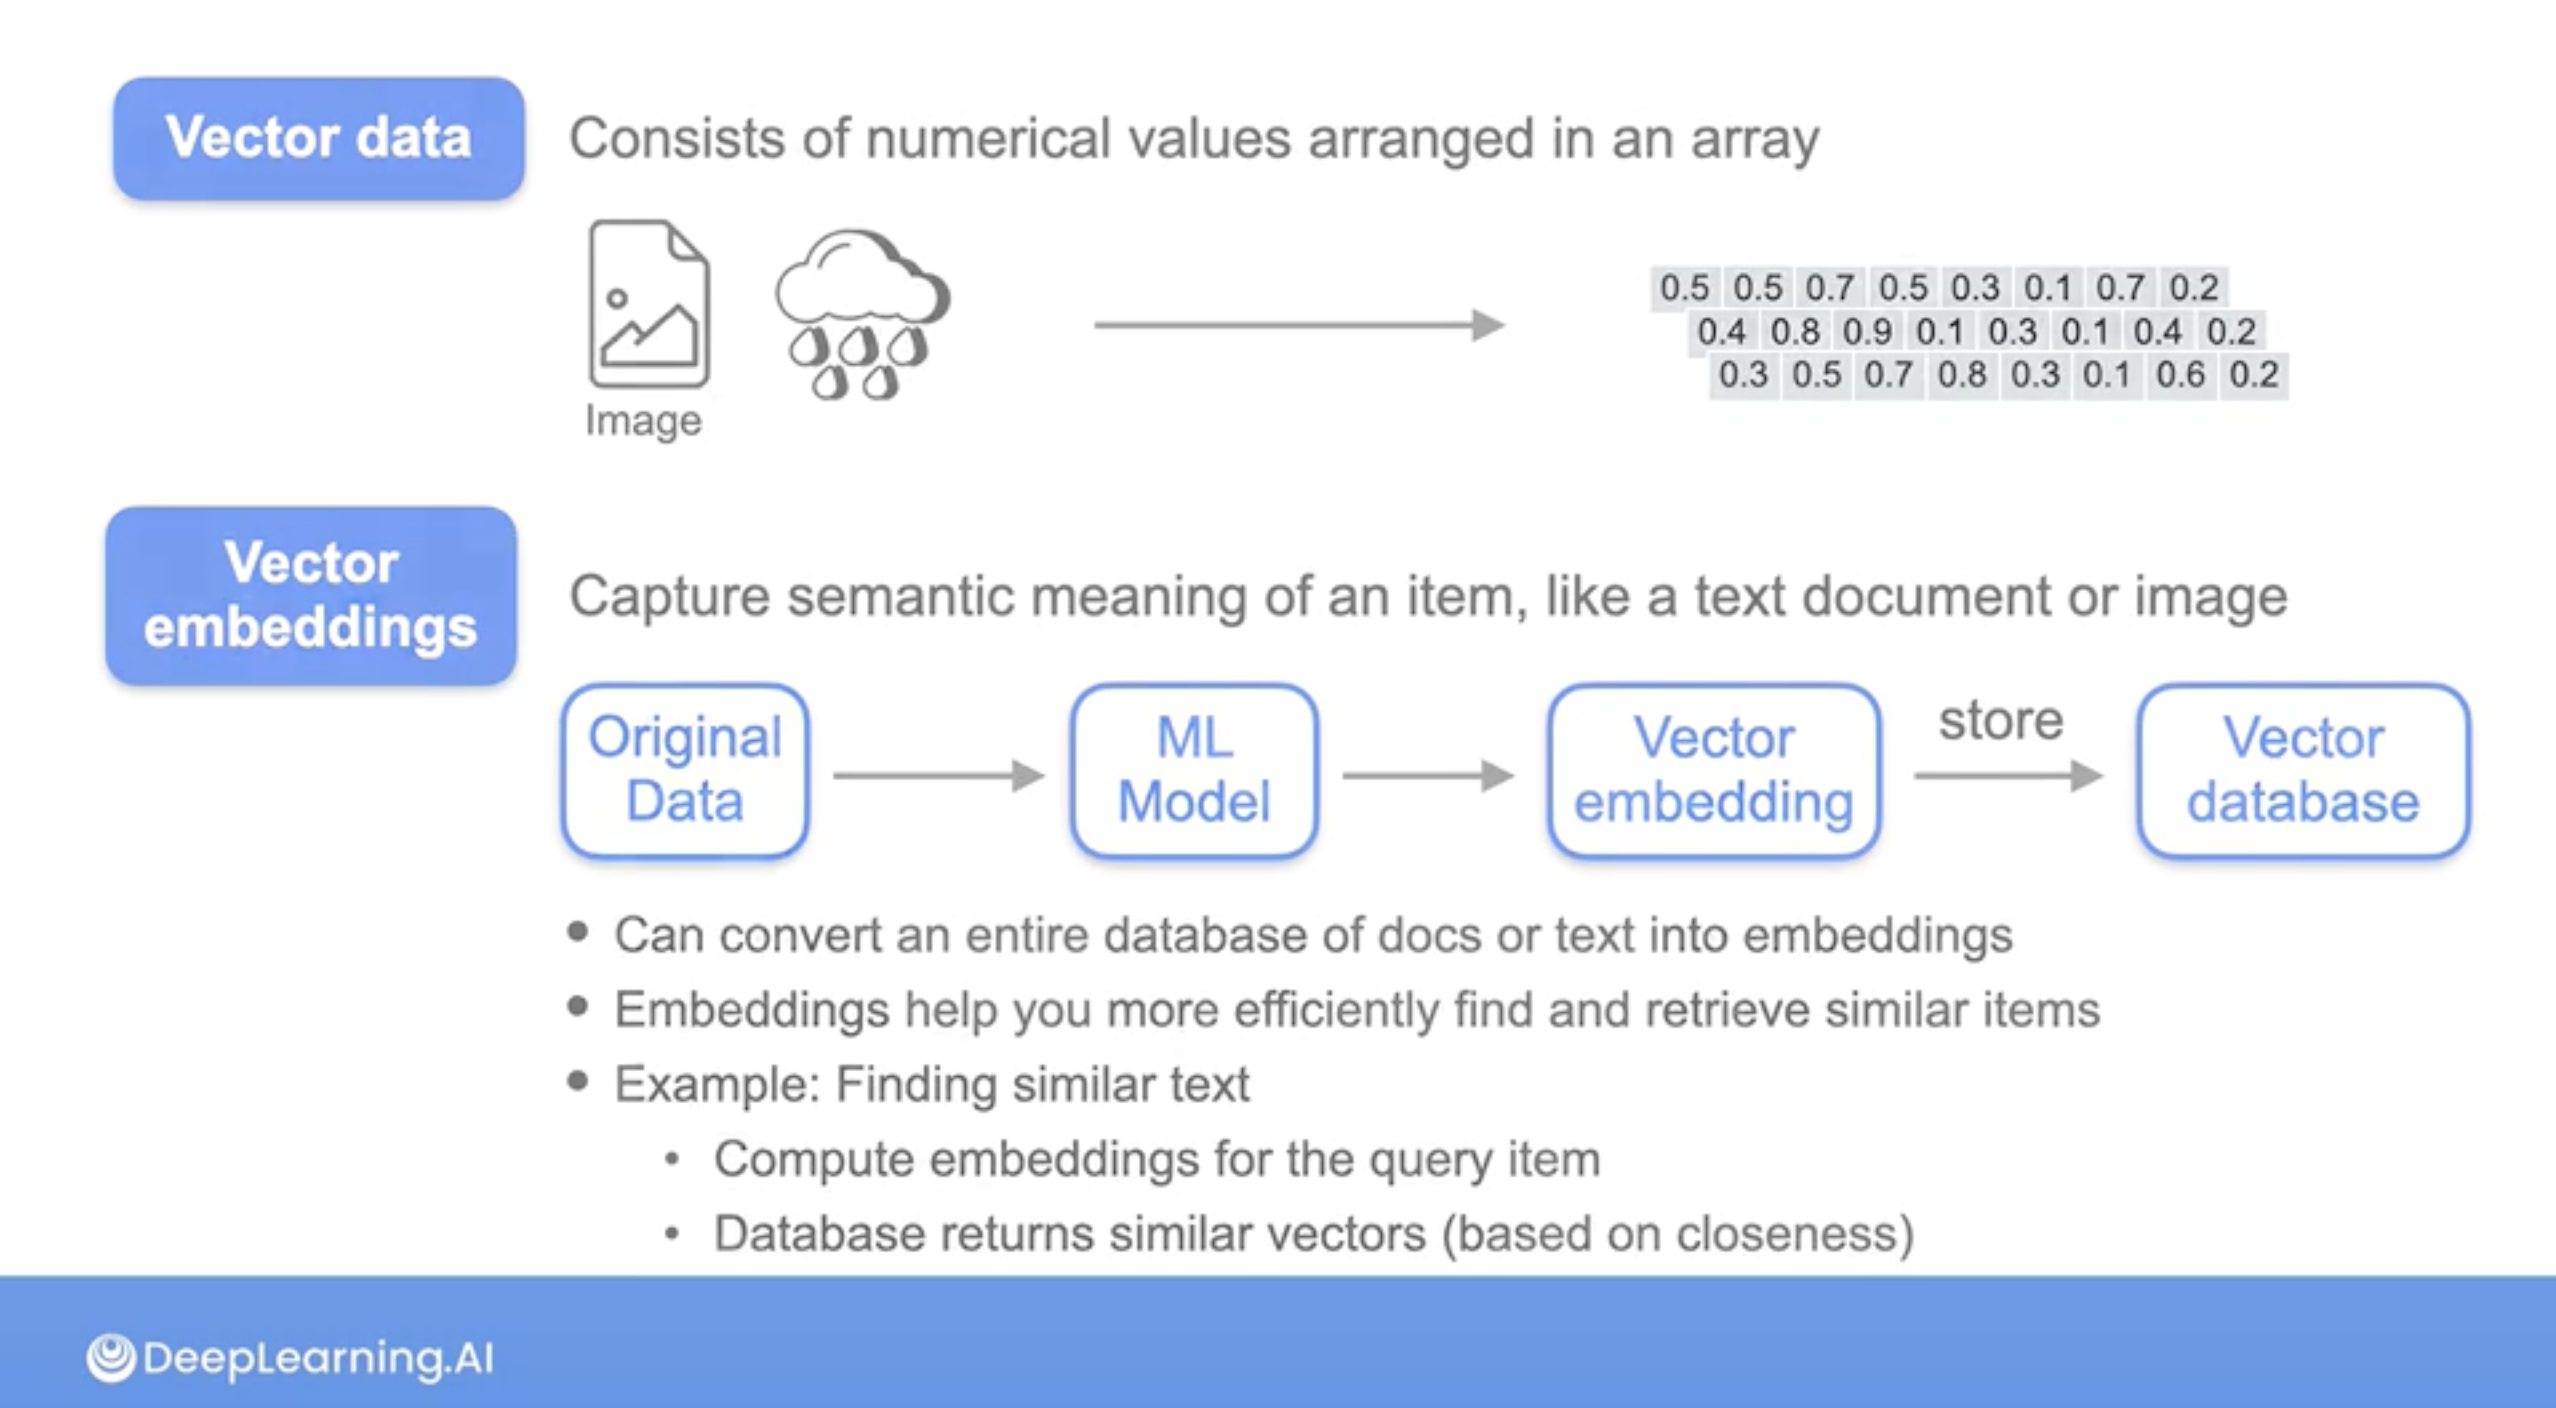 Vector data
Consists of numerical values arranged in an array
Image
0.5 0.5 0.7 0.5 0.3 0.1 0.7 0.2
0.4 0.8 0.9 0.1 0.3 0.1 0.4 0.2
0.3 0.5 0.7 0.8 0.3 0.1 0.6 0.2
Vector
embeddings
Capture semantic meaning of an item, like a text document or image
Original
Data
ML
Model
Vector
embedding
store
Vector
database
• Can convert an entire database of docs or text into embeddings
• Embeddings help you more efficiently find and retrieve similar items
• Example: Finding similar text
• Compute embeddings for the query item
• Database returns similar vectors (based on closeness)
DeepLearning.AI